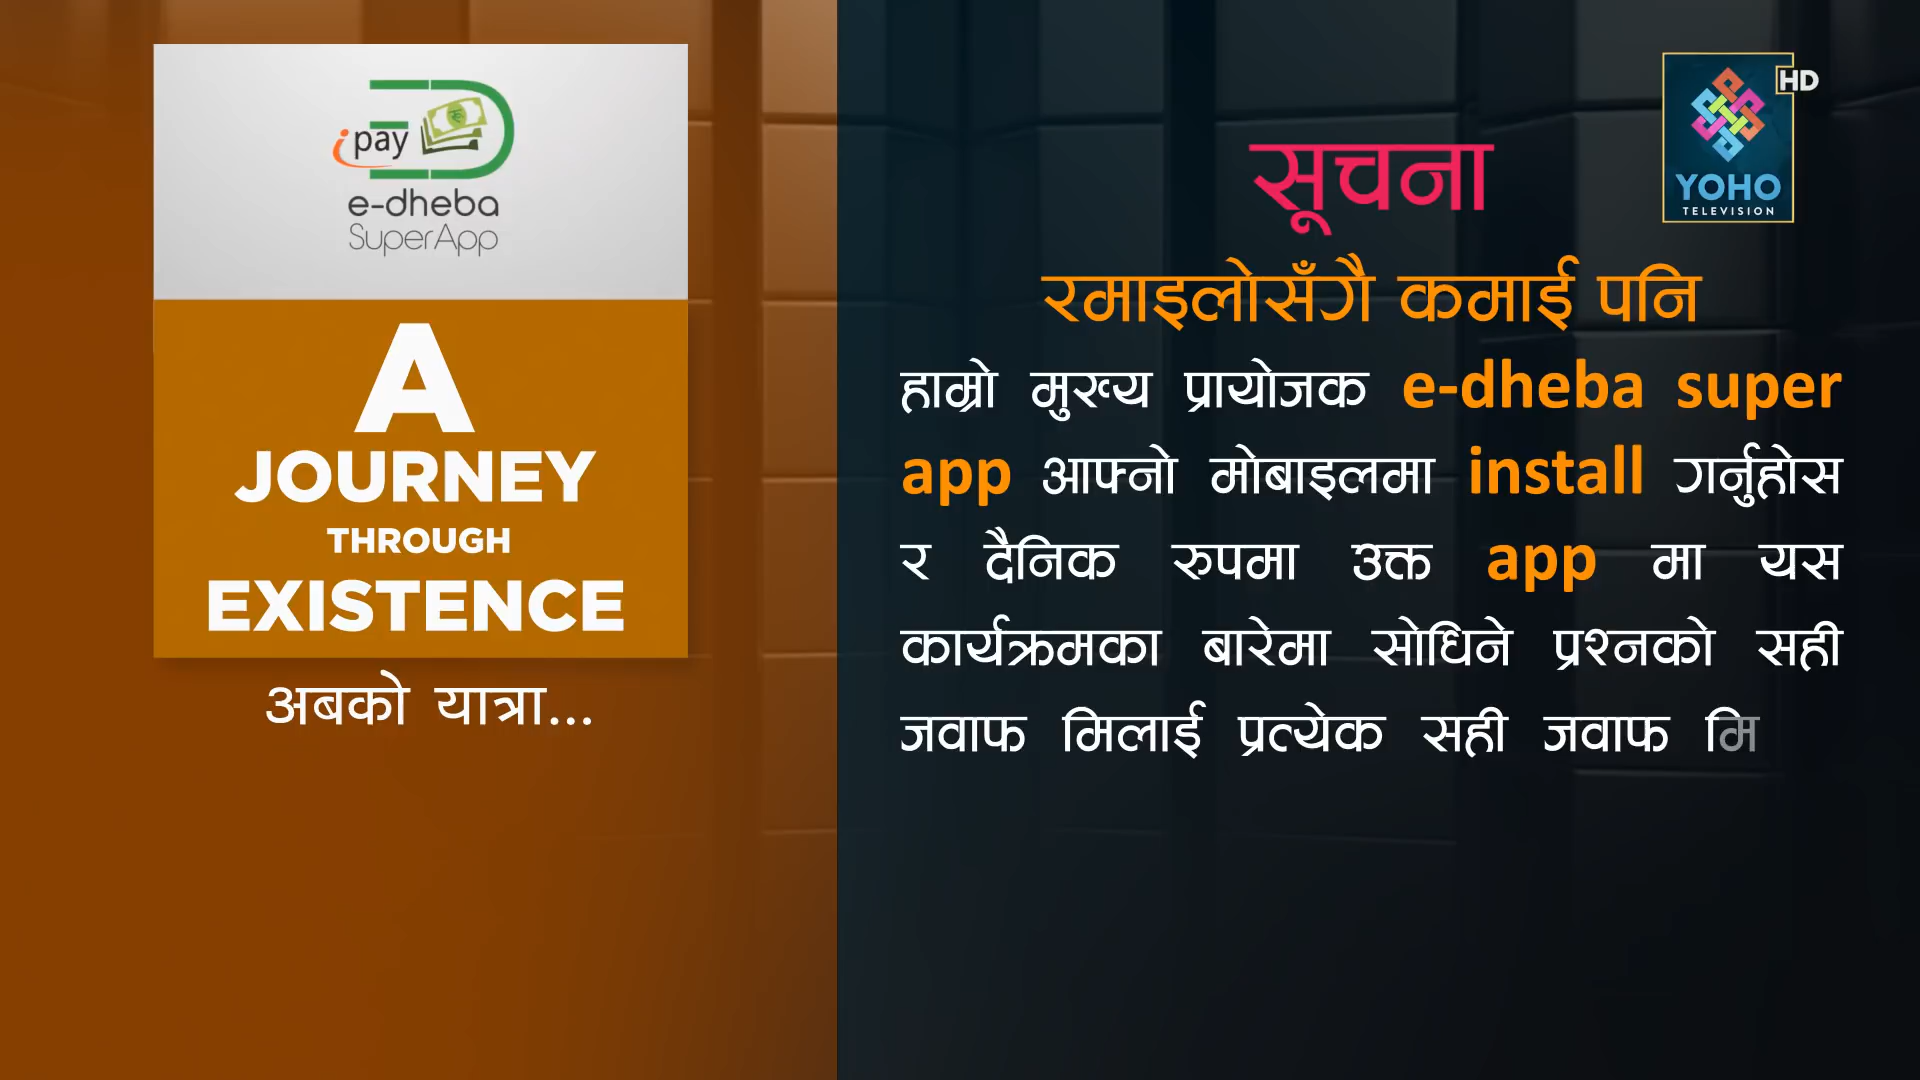 pay
e-dheba
SuperApp
A
JOURNEY
THROUGH
EXISTENCE
अबको यात्रा...
HD
YOHO
TELEVISION
सूचना
रमाइलोसँगै कमाई पनि
हाम्रो मुख्य प्रायोजक e-dheba super
app आफ्नो मोबाइलमा install गर्नुहोस
र दैनिक रुपमा उक्त app मा यस
कार्यक्रमका बारेमा सोधिने प्रश्नको सही
जवाफ मिलाई प्रत्येक सही जवाफ मि